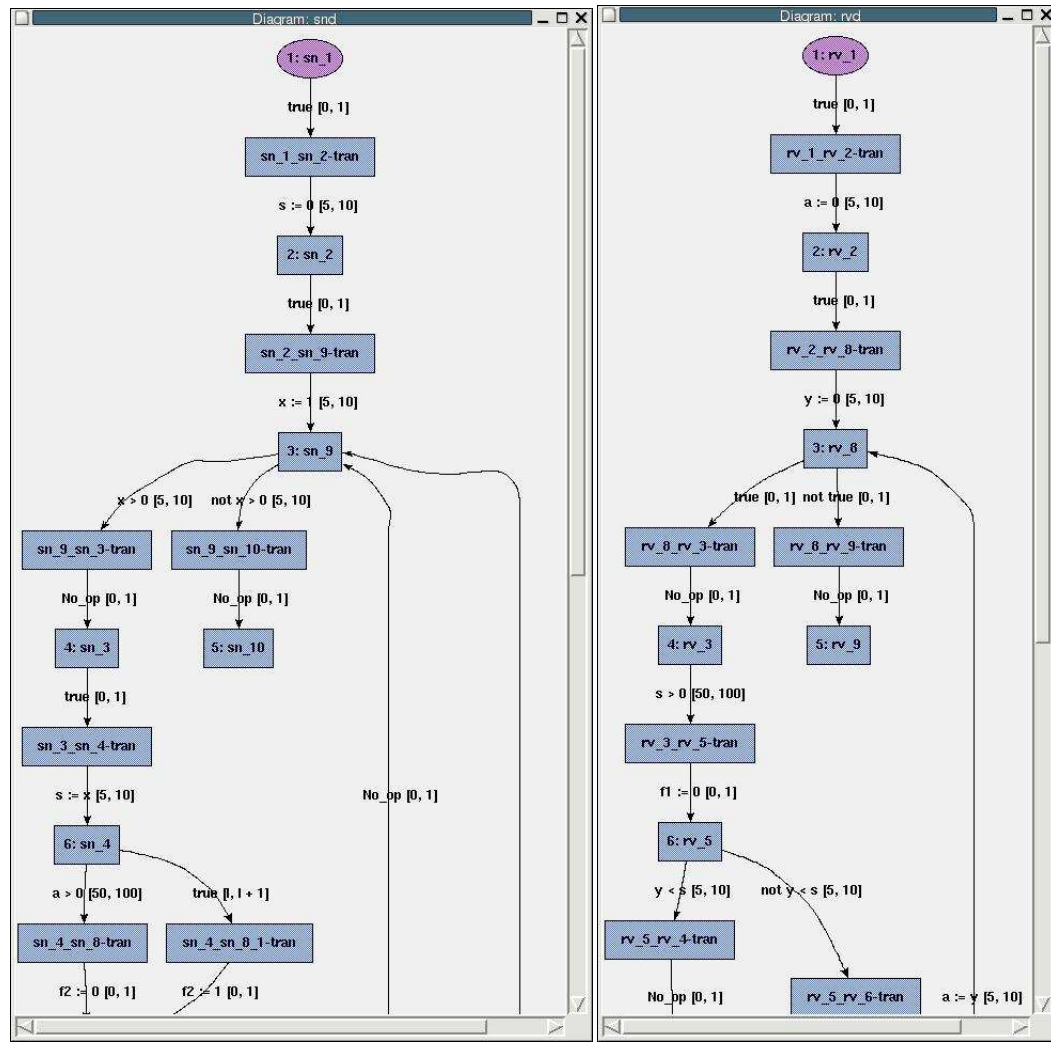 Diagram: snd
1: sn_1
true [0, 1]
sn_1_sn_2-tran
s := 0 [5, 10]
2: sn_2
true [0, 1]
sn_2_sn_9-tran
x := 1 [5, 10]
3: sn_9
x > 0 [5, 10] not x > 0 [5, 10]
sn_9_sn_3-tran sn_9_sn_10-tran
No_op [0, 1] No_op [0, 1]
4: sn_3 5: sn_10
true [0, 1]
sn_3_sn_4-tran
s := x [5, 10] No_op [0, 1]
6: sn_4
a > 0 [50, 100] true [l, l + 1]
sn_4_sn_8-tran sn_4_sn_8_1-tran
f2 := 0 [0, 1] f2 := 1 [0, 1]
Diagram: rvd
1: rv_1
true [0, 1]
rv_1_rv_2-tran
a := 0 [5, 10]
2: rv_2
true [0, 1]
rv_2_rv_8-tran
y := 0 [5, 10]
3: rv_8
true [0, 1] not true [0, 1]
rv_8_rv_3-tran rv_8_rv_9-tran
No_op [0, 1] No_op [0, 1]
4: rv_3 5: rv_9
s > 0 [50, 100]
rv_3_rv_5-tran
f1 := 0 [0, 1]
6: rv_5
y < s [5, 10] not y < s [5, 10]
rv_5_rv_4-tran
rv_5_rv_6-tran
No_op [0, 1] a := y [5, 10]